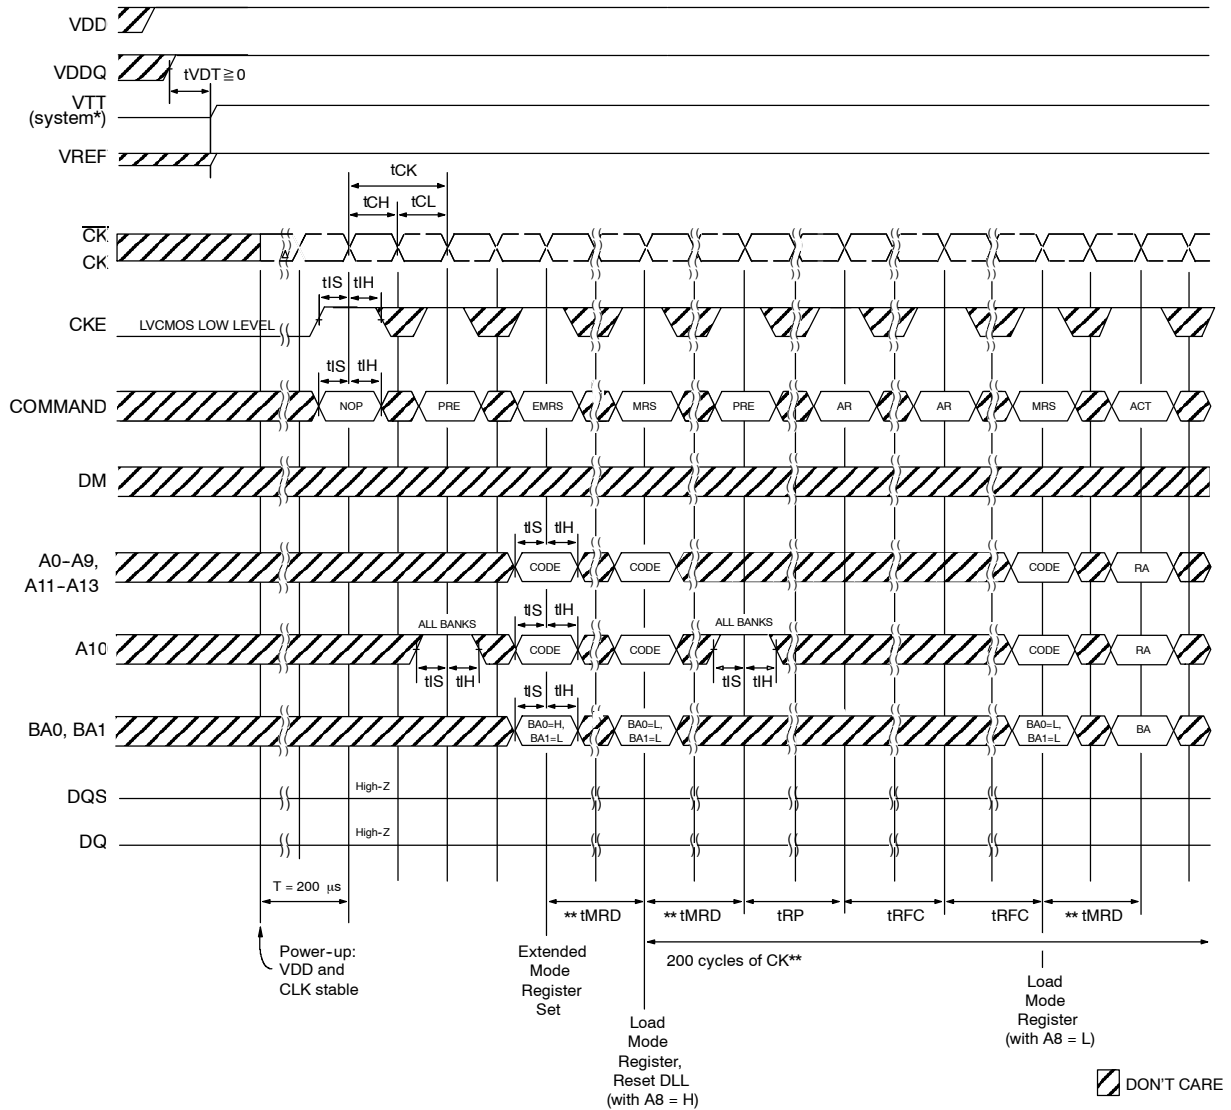 VDD
VDDQ
tVDT≧0
VTT
(system*)
VREF
tCK
tCH tCL
CK
CK
tIS tIH
CKE LVCMOS LOW LEVEL
tIS tIH
COMMAND NOP PRE EMRS MRS PRE AR AR MRS ACT
DM
tIS tIH
A0-A9,
A11-A13
CODE CODE CODE RA
ALL BANKS tIS tIH ALL BANKS
A10 CODE CODE CODE RA
tIS tIH tIS tIH
tIS tIH
BA0, BA1
BA0=H,
BA1=L
BA0=L,
BA1=L
BA0=L,
BA1=L
BA
DQS High-Z
DQ High-Z
T = 200 μs
** tMRD ** tMRD tRP tRFC tRFC ** tMRD
Power-up:
VDD and
CLK stable
Extended
Mode
Register
Set
200 cycles of CK**
Load
Mode
Register,
Reset DLL
(with A8 = H)
Load
Mode
Register
(with A8 = L)
DON'T CARE